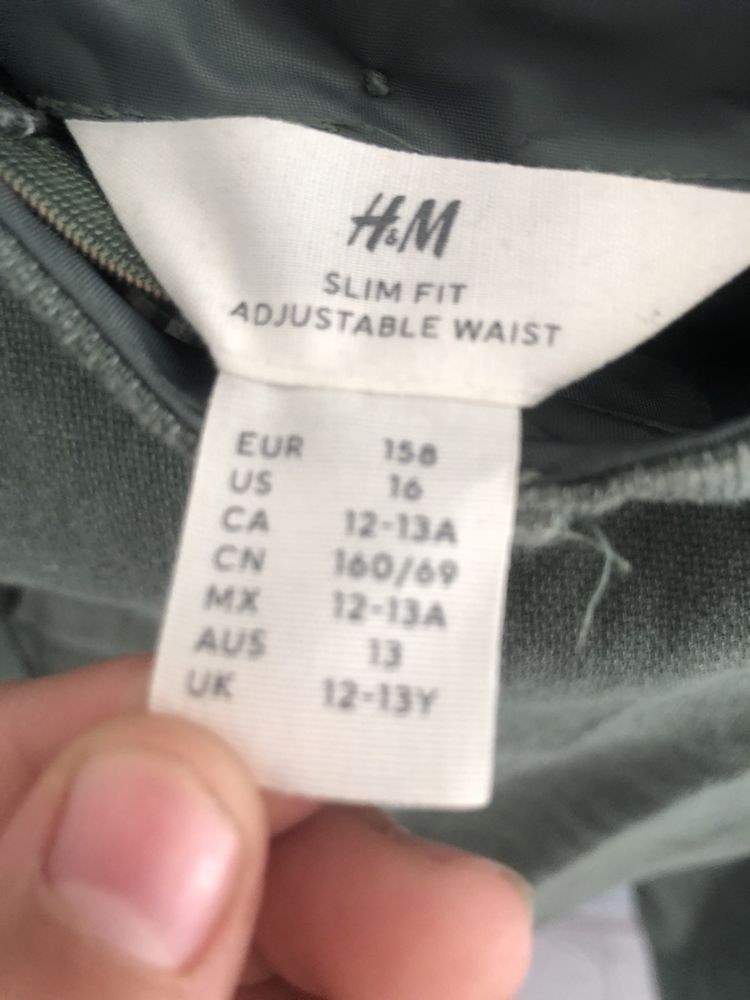 H&M
SLIM FIT
ADJUSTABLE WAIST
EUR 158
US 16
CA 12-13A
CN 160/69
MX 12-13A
AUS 13
UK 12-13Y